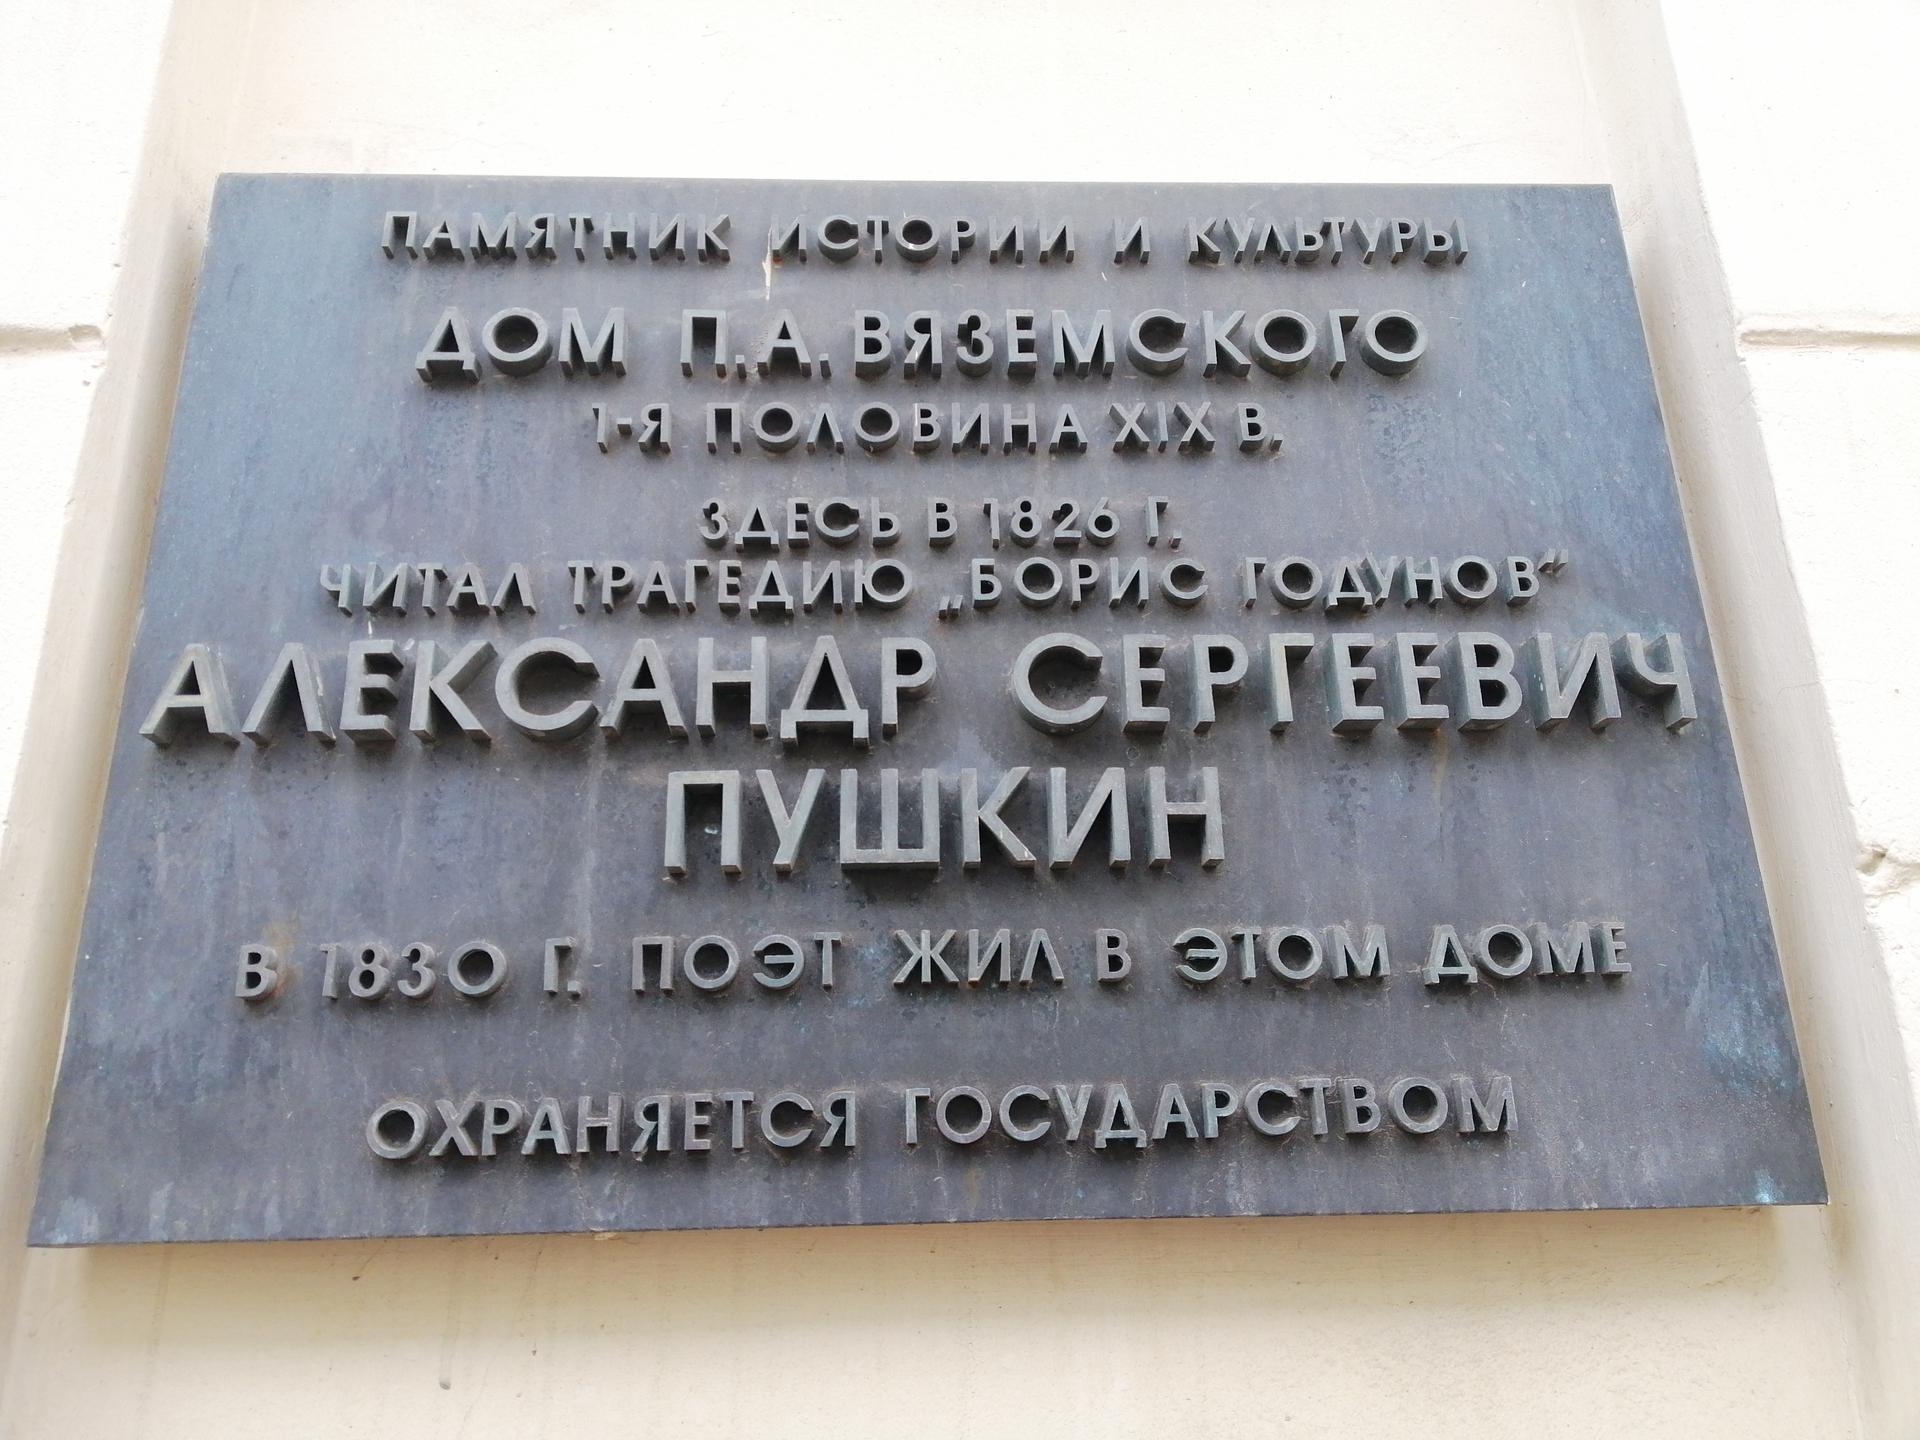 ПАМЯТНИК ИСТОРИИ И КУЛЬТУРЫ
ДОМ П.А.ВЯЗЕМСКОГО
1-Я ПОЛОВИНА XIX В.
ЗДЕСЬ В 1826 Г.
ЧИТАЛ ТРАГЕДИЮ „БОРИС ГОДУНОВ“
АЛЕКСАНДР СЕРГЕЕВИЧ
ПУШКИН
В 1830 Г. ПОЭТ ЖИЛ В ЭТОМ ДОМЕ
ОХРАНЯЕТСЯ ГОСУДАРСТВОМ